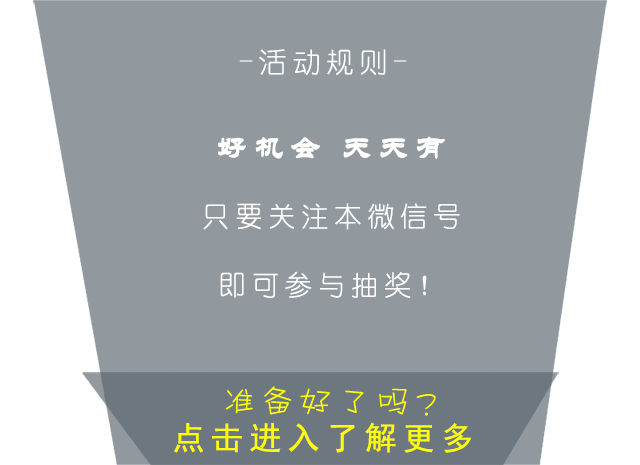 -活动规则-
好机会 天天有
只要关注本微信号
即可参与抽奖!
准备好了吗?
点击进入了解更多